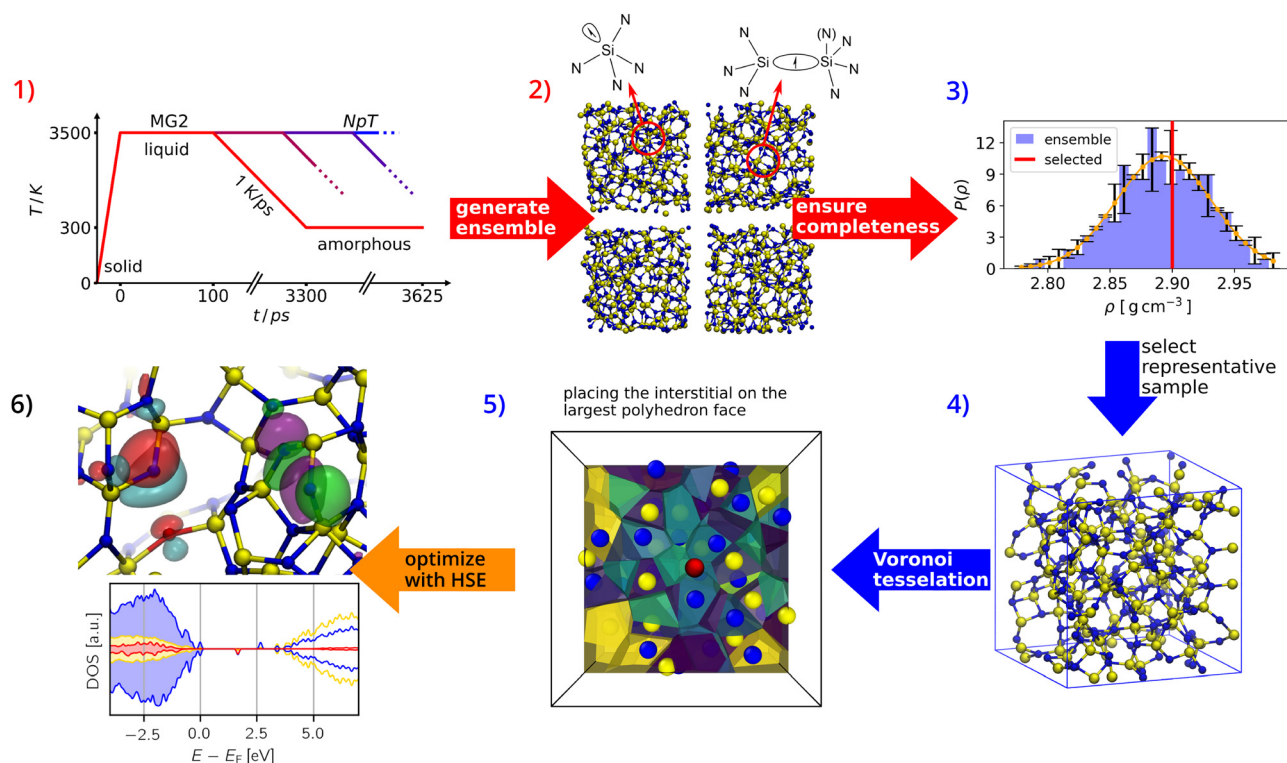 1)
3500
300
0
T / K
MG2
liquid
NpT
1 K/ps
amorphous
solid
0
100
3300
3625
t / ps
generate
ensemble
2)
N
Si
N
N
N
N
N
Si
N
(N)
Si
N
N
N
ensure
completeness
3)
ensemble
selected
P(ρ)
12
9
6
3
0
2.80
2.85
2.90
2.95
ρ [ g cm⁻³ ]
select
representative
sample
4)
Voronoi
tesselation
5)
placing the interstitial on the
largest polyhedron face
optimize
with HSE
6)
DOS [a.u.]
−2.5
0.0
2.5
5.0
E − E_F [eV]